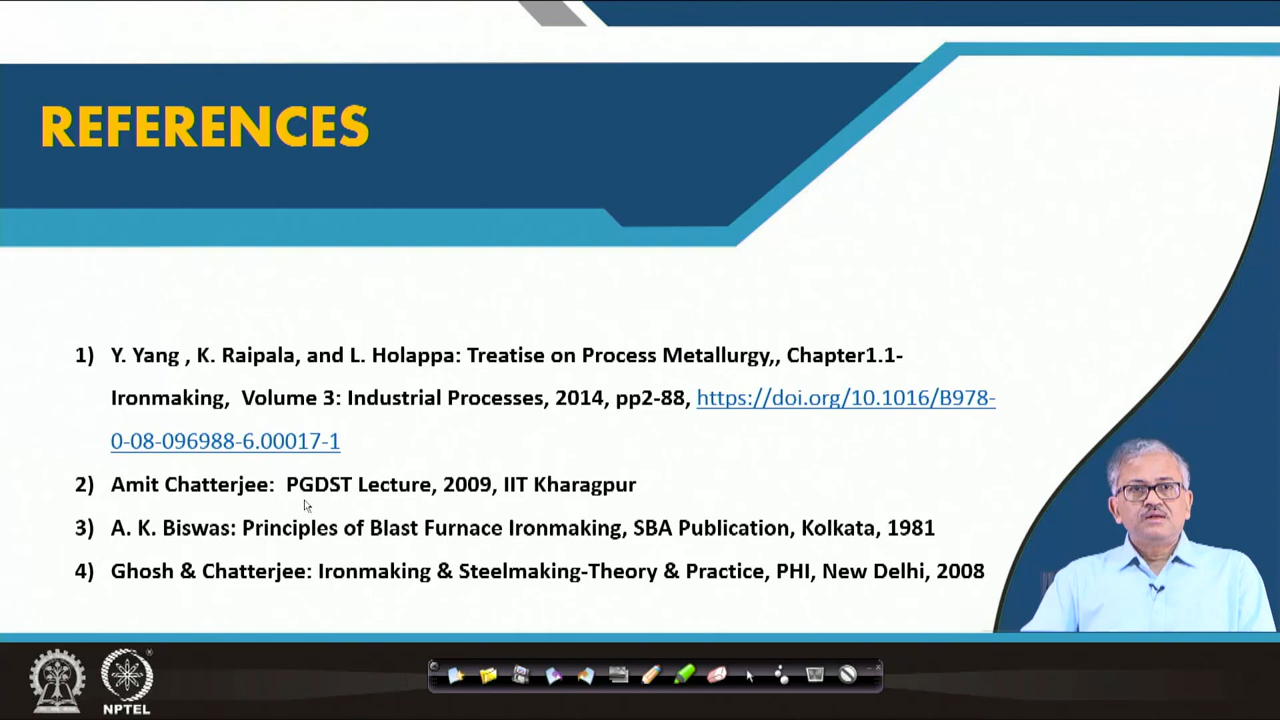 REFERENCES
1) Y. Yang , K. Raipala, and L. Holappa: Treatise on Process Metallurgy,, Chapter1.1-
Ironmaking, Volume 3: Industrial Processes, 2014, pp2-88, https://doi.org/10.1016/B978-
0-08-096988-6.00017-1
2) Amit Chatterjee: PGDST Lecture, 2009, IIT Kharagpur
3) A. K. Biswas: Principles of Blast Furnace Ironmaking, SBA Publication, Kolkata, 1981
4) Ghosh & Chatterjee: Ironmaking & Steelmaking-Theory & Practice, PHI, New Delhi, 2008
NPTEL